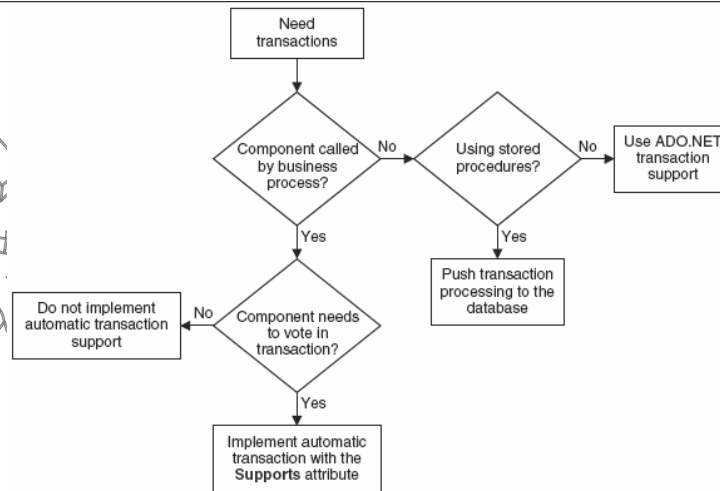 Need
transactions
Component called
by business
process?
No
Using stored
procedures?
No
Use ADO.NET
transaction
support
Yes
Yes
Push transaction
processing to the
database
Do not implement
automatic transaction
support
No
Component needs
to vote in
transaction?
Yes
Implement automatic
transaction with the
Supports attribute